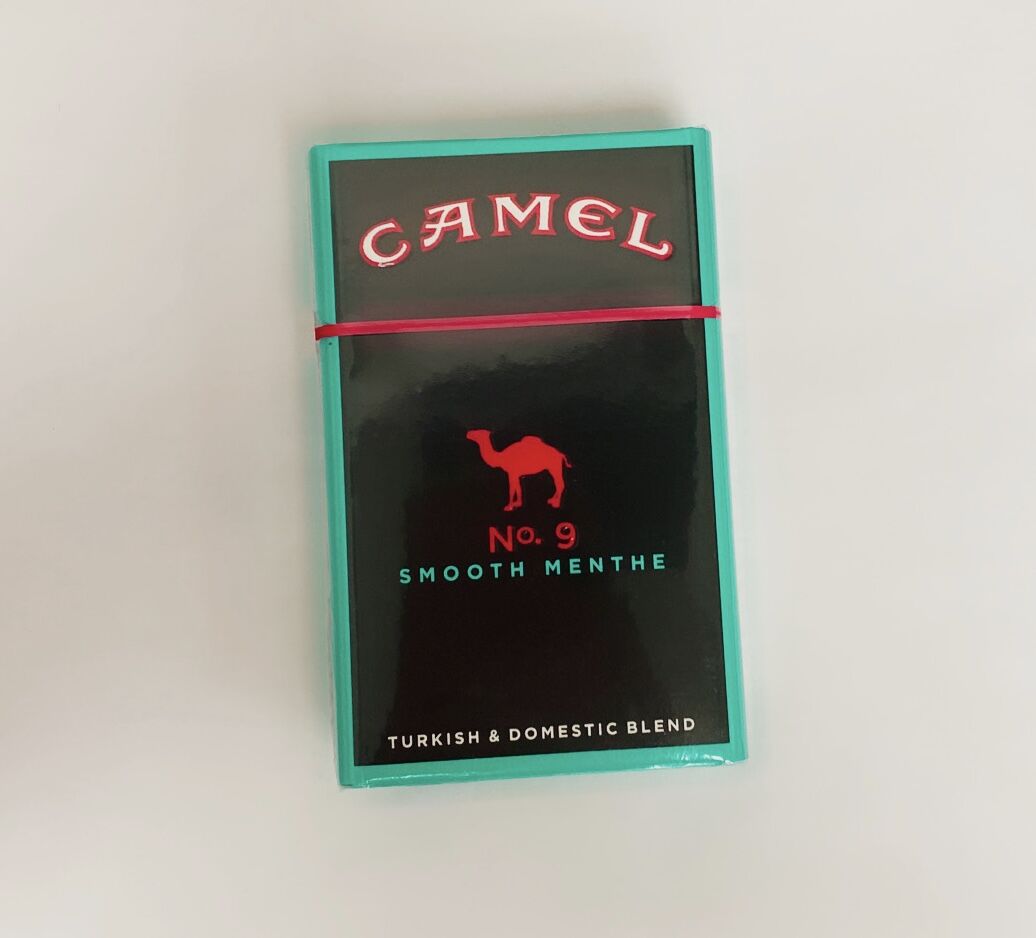 CAMEL
No. 9
SMOOTH MENTHE
TURKISH & DOMESTIC BLEND